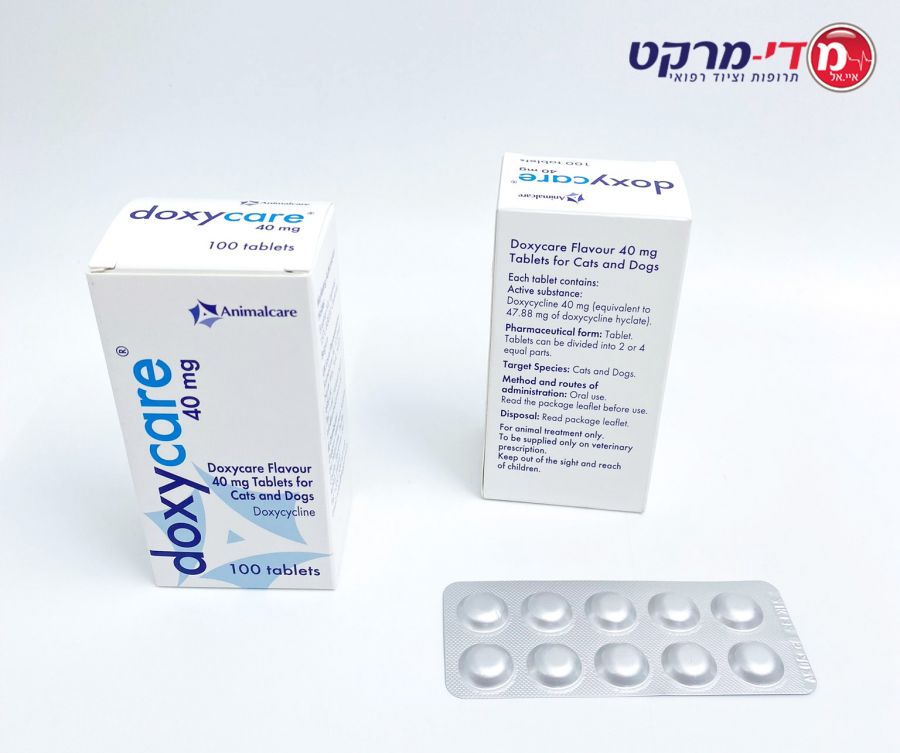 די-מרקט
תרופות וציוד רפואי
מ
איי.אל
doxycare®
40 mg
100 tablets
Animalcare
doxycare®
40 mg
Doxycare Flavour
40 mg Tablets for
Cats and Dogs
Doxycycline
100 tablets
100 tablets
40 mg
doxycare®
Animalcare
Doxycare Flavour 40 mg
Tablets for Cats and Dogs
Each tablet contains:
Active substance:
Doxycycline 40 mg (equivalent to
47.88 mg of doxycycline hyclate).
Pharmaceutical form: Tablet.
Tablets can be divided into 2 or 4
equal parts.
Target Species: Cats and Dogs.
Method and routes of
administration: Oral use.
Read the package leaflet before use.
Disposal: Read package leaflet.
For animal treatment only.
To be supplied only on veterinary
prescription.
Keep out of the sight and reach
of children.